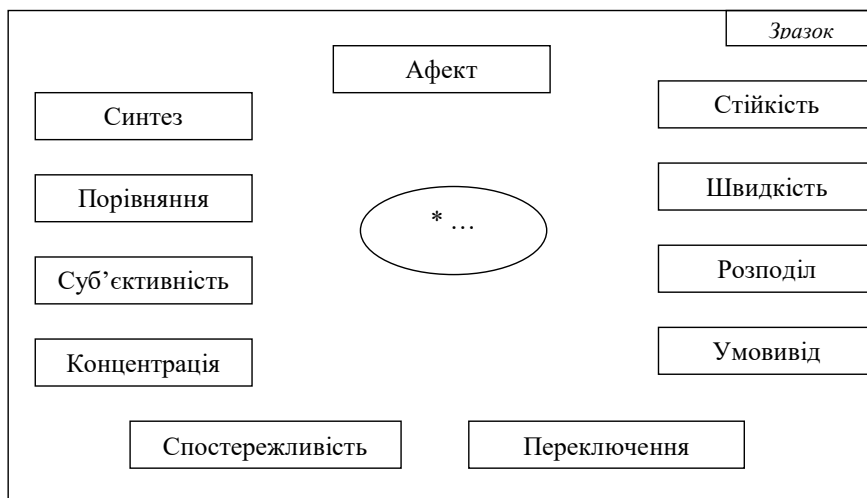 Зразок
Афект
Синтез
Стійкість
Порівняння
Швидкість
* …
Суб’єктивність
Розподіл
Концентрація
Умовивід
Спостережливість
Переключення